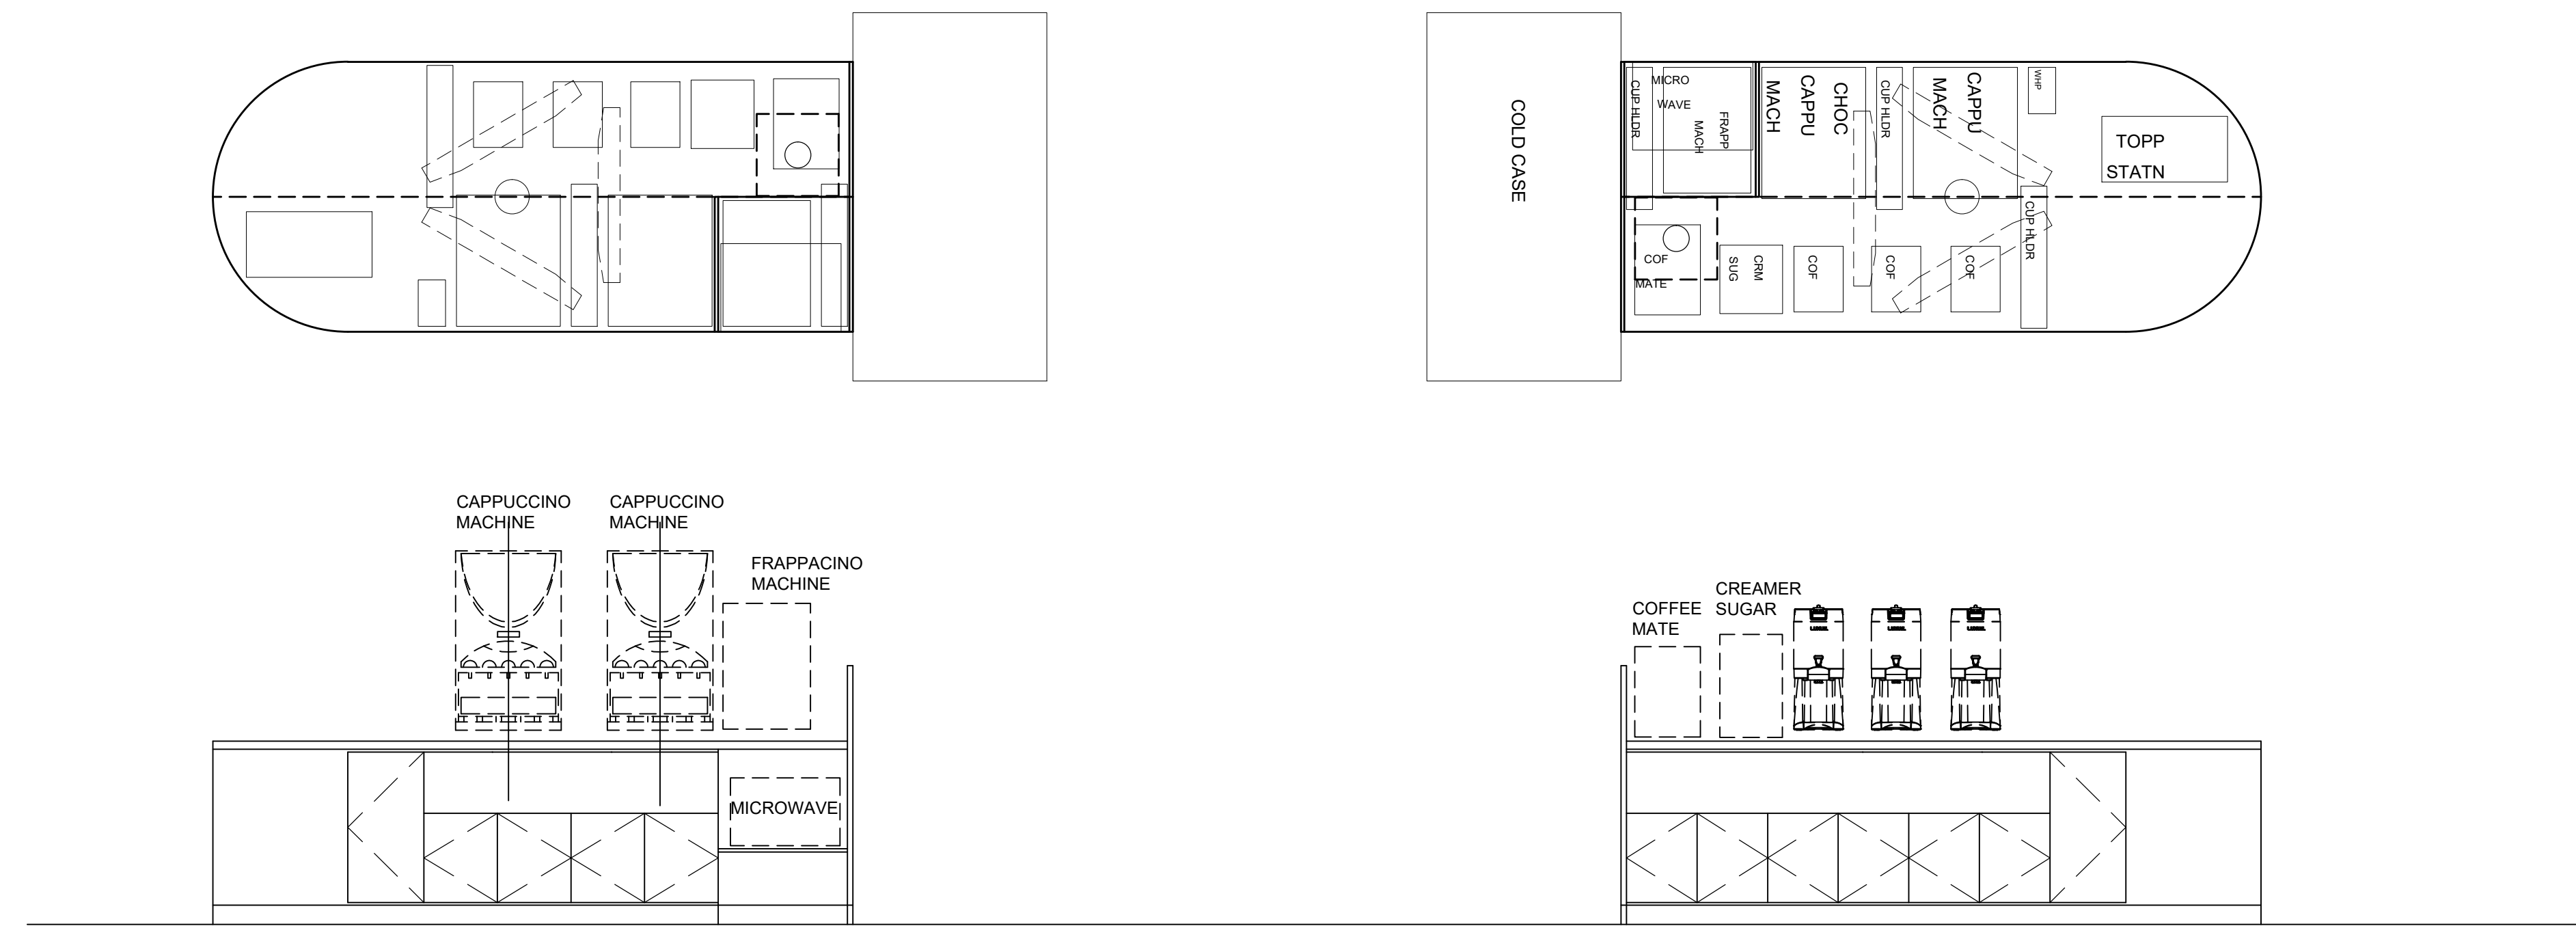 COLD CASE
CUP HLDR
MICRO
WAVE
FRAPP
MACH
CHOC
CAPPU
MACH
CUP HLDR
CAPPU
MACH
WHP
TOPP
STATN
COF
MATE
CRM
SUG
COF
COF
COF
CUP HLDR
CAPPUCCINO
MACHINE
CAPPUCCINO
MACHINE
FRAPPACINO
MACHINE
MICROWAVE
COFFEE
MATE
CREAMER
SUGAR